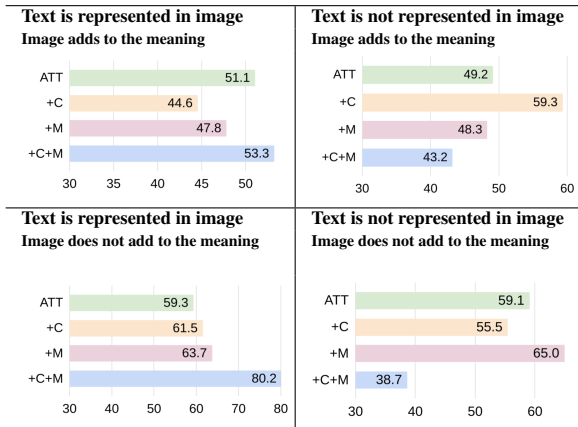 Text is represented in image
Image adds to the meaning
ATT 51.1
+C 44.6
+M 47.8
+C+M 53.3
30 35 40 45 50
Text is not represented in image
Image adds to the meaning
ATT 49.2
+C 59.3
+M 48.3
+C+M 43.2
30 40 50 60
Text is represented in image
Image does not add to the meaning
ATT 59.3
+C 61.5
+M 63.7
+C+M 80.2
30 40 50 60 70 80
Text is not represented in image
Image does not add to the meaning
ATT 59.1
+C 55.5
+M 65.0
+C+M 38.7
30 40 50 60